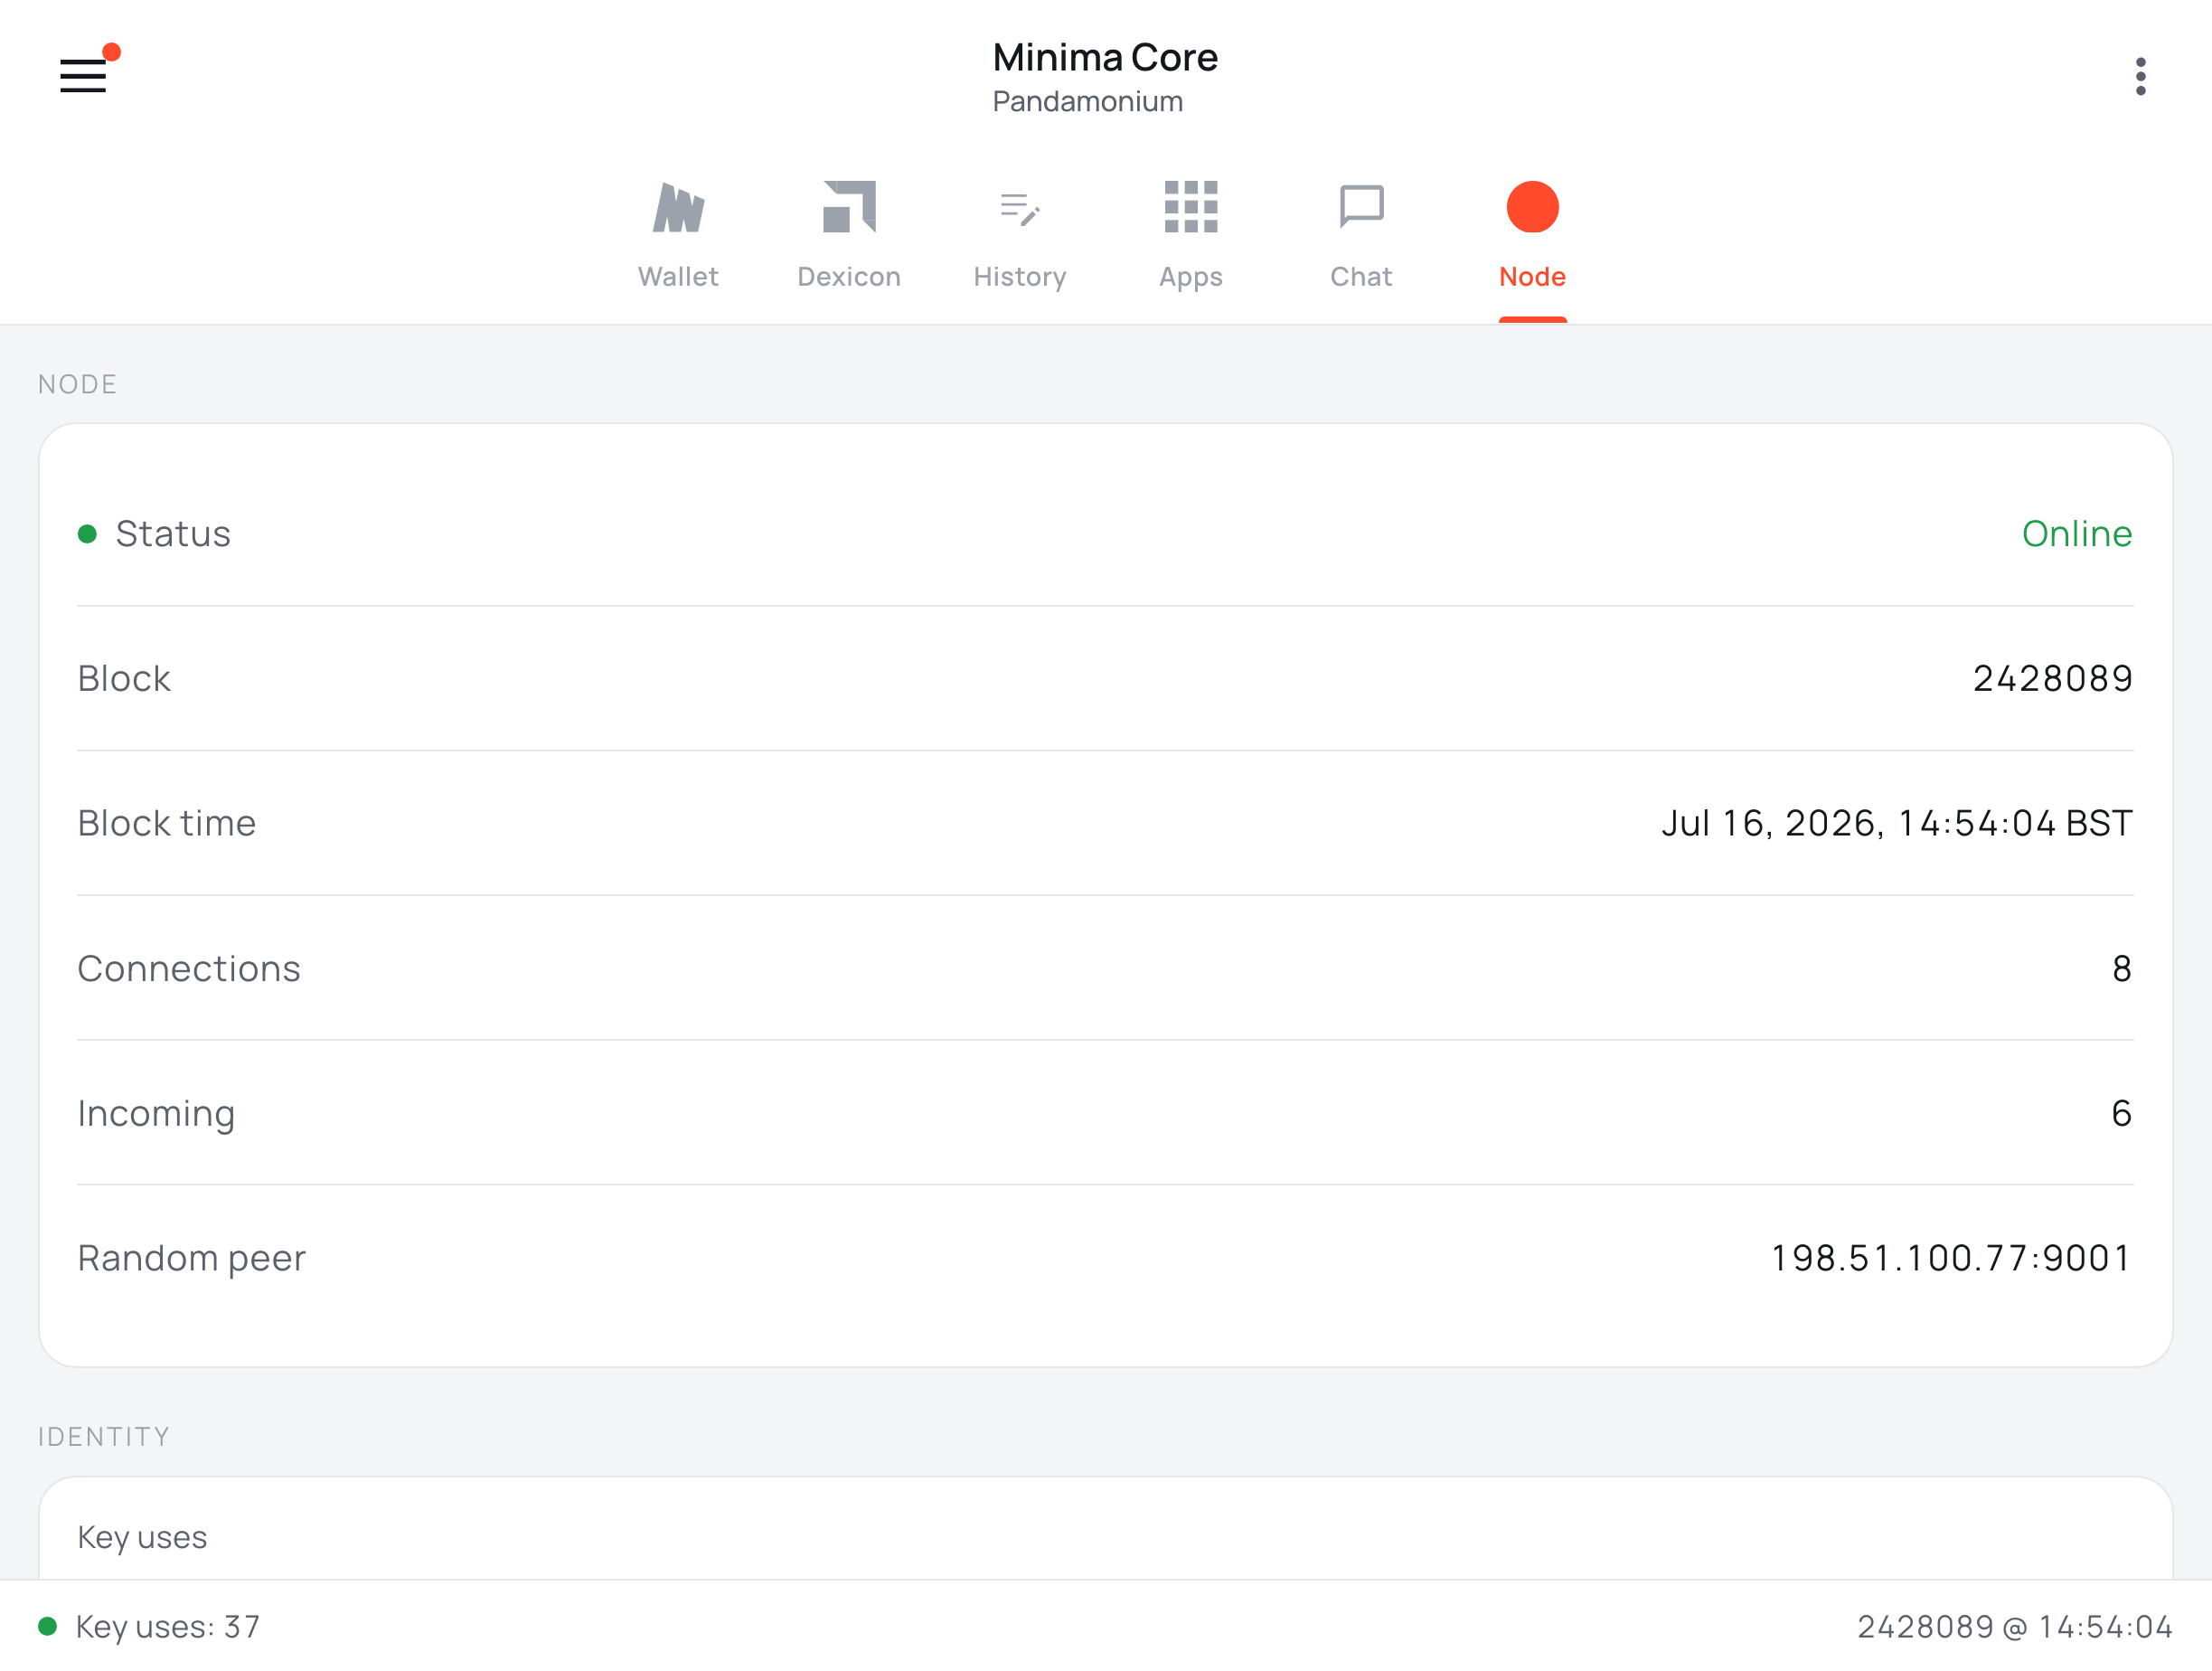 Minima Core
Pandamonium
Wallet Dexicon History Apps Chat Node
NODE
Status Online
Block 2428089
Block time Jul 16, 2026, 14:54:04 BST
Connections 8
Incoming 6
Random peer 198.51.100.77:9001
IDENTITY
Key uses
Key uses: 37 2428089 @ 14:54:04